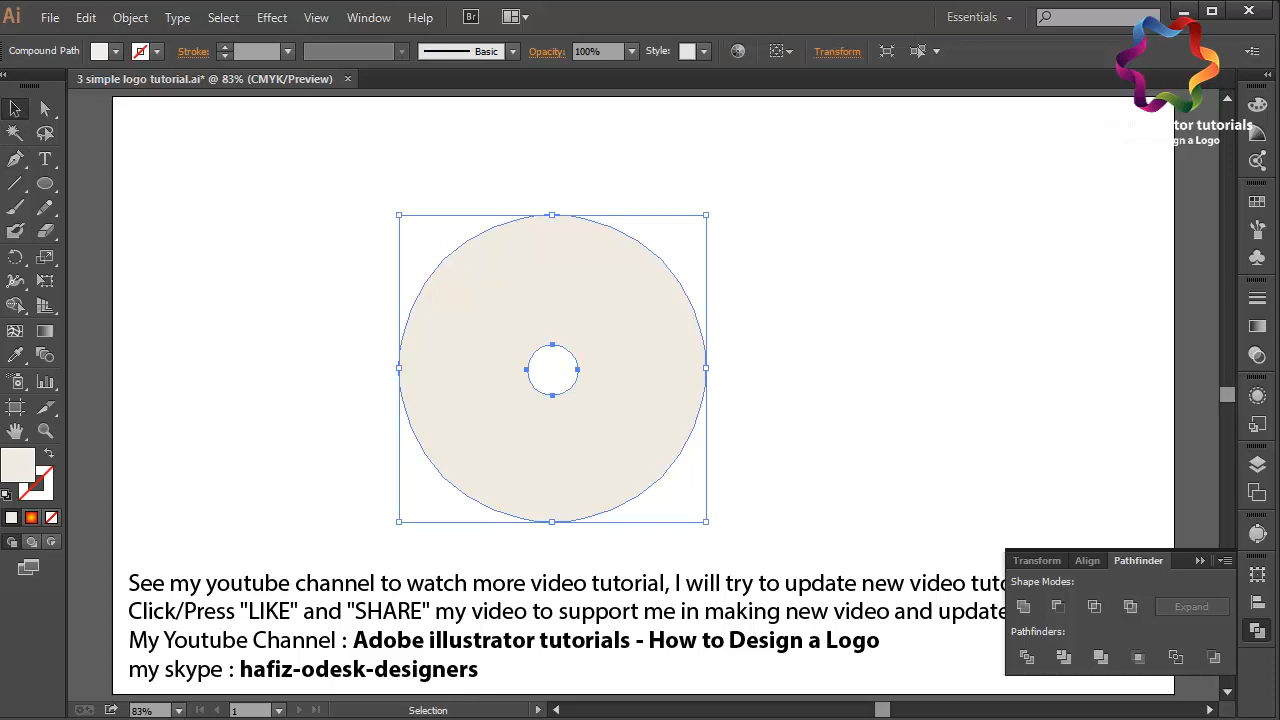 Ai File Edit Object Type Select Effect View Window Help Br Essentials
Compound Path Stroke: Basic Opacity: 100% Style: Transform
3 simple logo tutorial.ai* @ 83% (CMYK/Preview)
tor tutorials
gn a Logo
Transform Align Pathfinder
Shape Modes:
Expand
Pathfinders:
See my youtube channel to watch more video tutorial, I will try to update new video
Click/Press "LIKE" and "SHARE" my video to support me in making new video and update
My Youtube Channel : Adobe illustrator tutorials - How to Design a Logo
my skype : hafiz-odesk-designers
83% 1 Selection